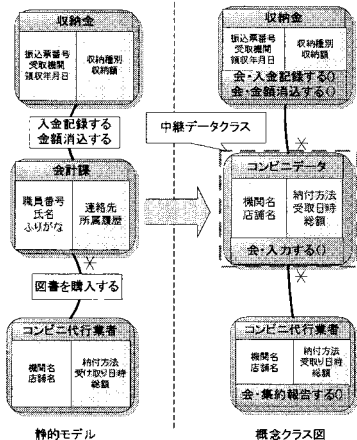 収納金
振込票番号
受取機関
領収年月日
収納種別
収納額
入金記録する
金額消込する
会計課
職員番号
氏名
ふりがな
連絡先
所属履歴
*
図書を購入する
コンビニ代行業者
機関名
店舗名
納付方法
受け取り日時
総額
静的モデル
収納金
振込票番号
受取機関
領収年月日
収納種別
収納額
会・入金記録する()
会・金額消込する()
中継データクラス
*
コンビニデータ
機関名
店舗名
納付方法
受取日時
総額
会・入力する()
*
コンビニ代行業者
機関名
店舗名
納付方法
受取り日時
総額
会・集約報告する()
概念クラス図